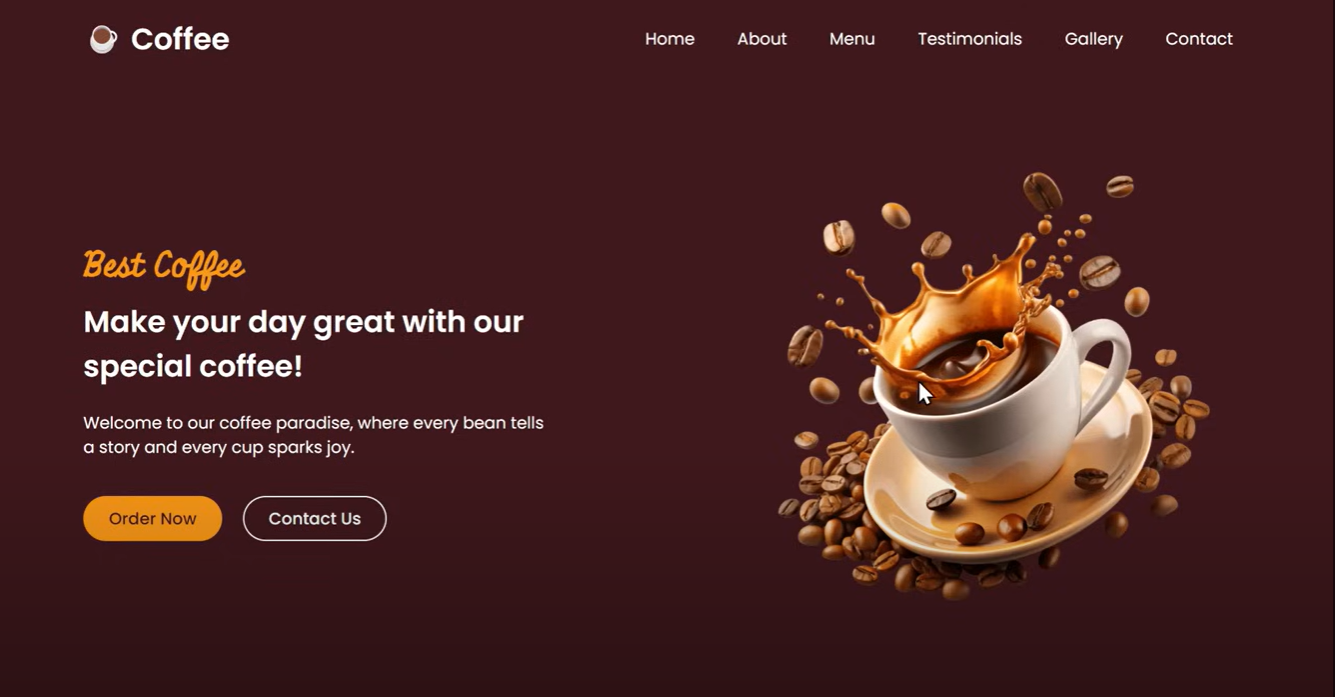 Coffee
Home
About
Menu
Testimonials
Gallery
Contact
Best Coffee
Make your day great with our
special coffee!
Welcome to our coffee paradise, where every bean tells
a story and every cup sparks joy.
Order Now
Contact Us